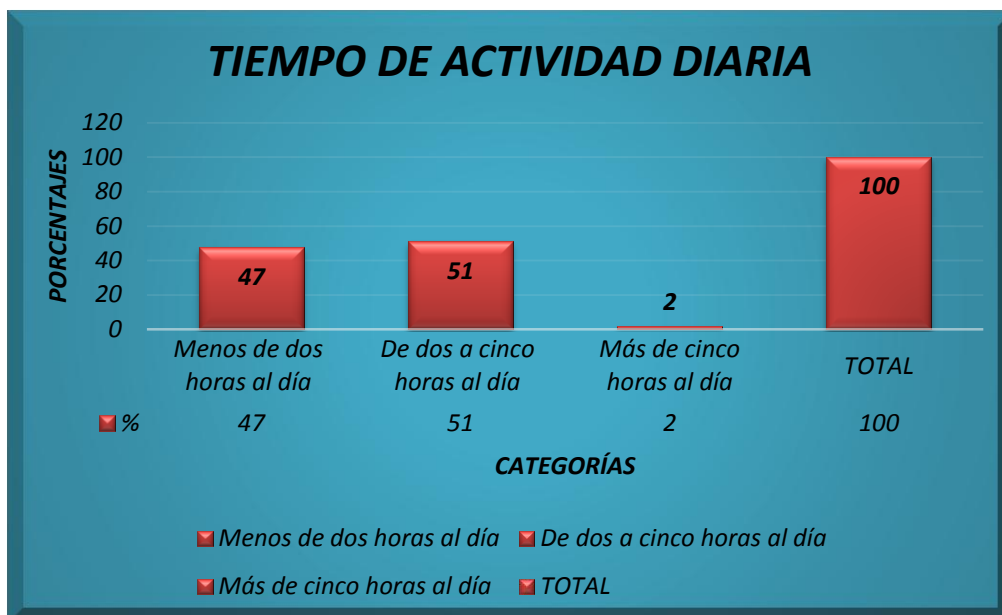 TIEMPO DE ACTIVIDAD DIARIA
PORCENTAJES
120
100
80
60
40
20
0
47
51
2
100
Menos de dos horas al día
De dos a cinco horas al día
Más de cinco horas al día
TOTAL
% 47 51 2 100
CATEGORÍAS
Menos de dos horas al día De dos a cinco horas al día
Más de cinco horas al día TOTAL